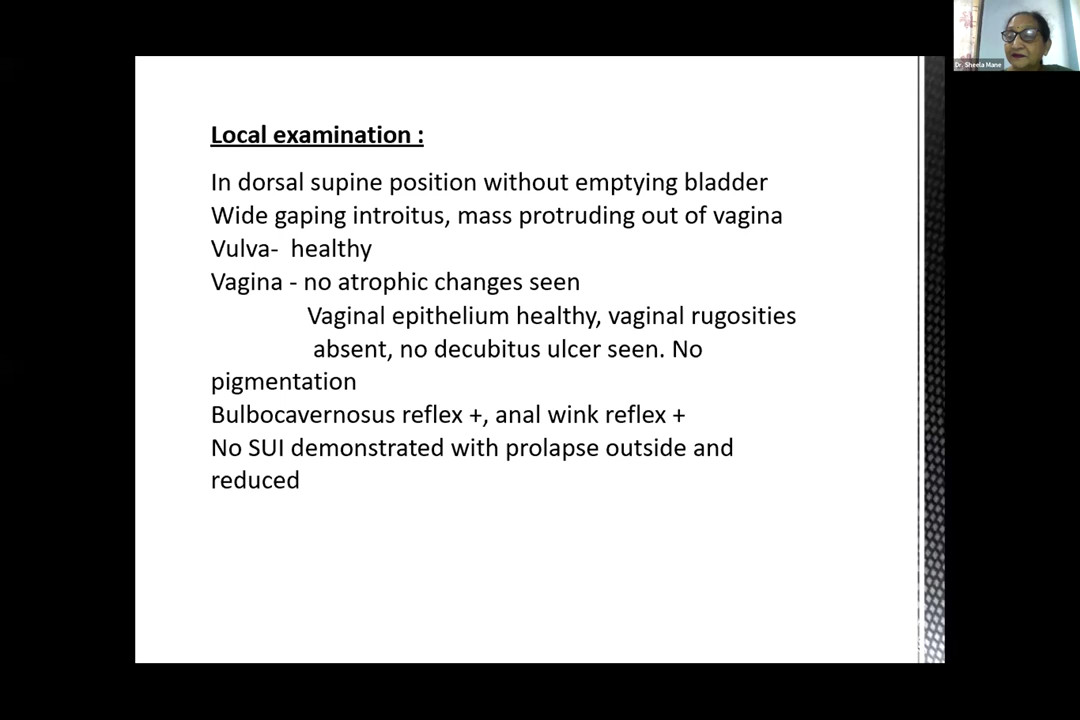 Dr. Sheela Mane
Local examination :
In dorsal supine position without emptying bladder
Wide gaping introitus, mass protruding out of vagina
Vulva-  healthy
Vagina - no atrophic changes seen
Vaginal epithelium healthy, vaginal rugosities
absent, no decubitus ulcer seen. No
pigmentation
Bulbocavernosus reflex +, anal wink reflex +
No SUI demonstrated with prolapse outside and
reduced